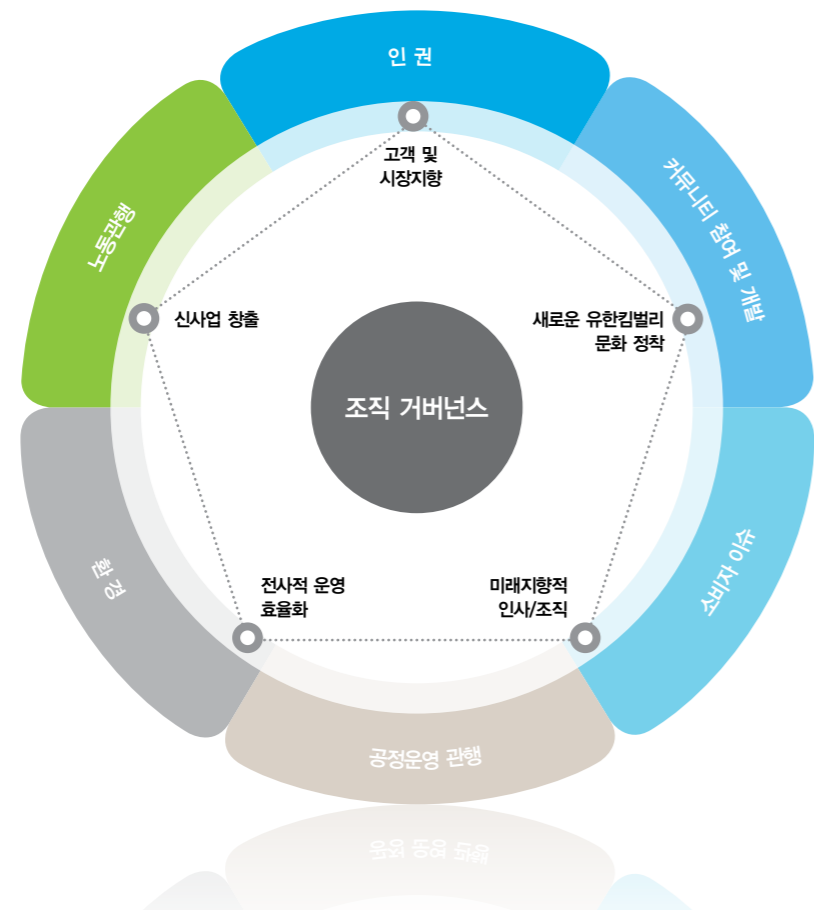 인 권
커뮤니티 참여 및 개발
노동관행
고객 및
시장지향
신사업 창출
새로운 유한킴벌리
문화 정착
조직 거버넌스
환 경
소비자 이슈
전사적 운영
효율화
미래지향적
인사/조직
공정운영 관행